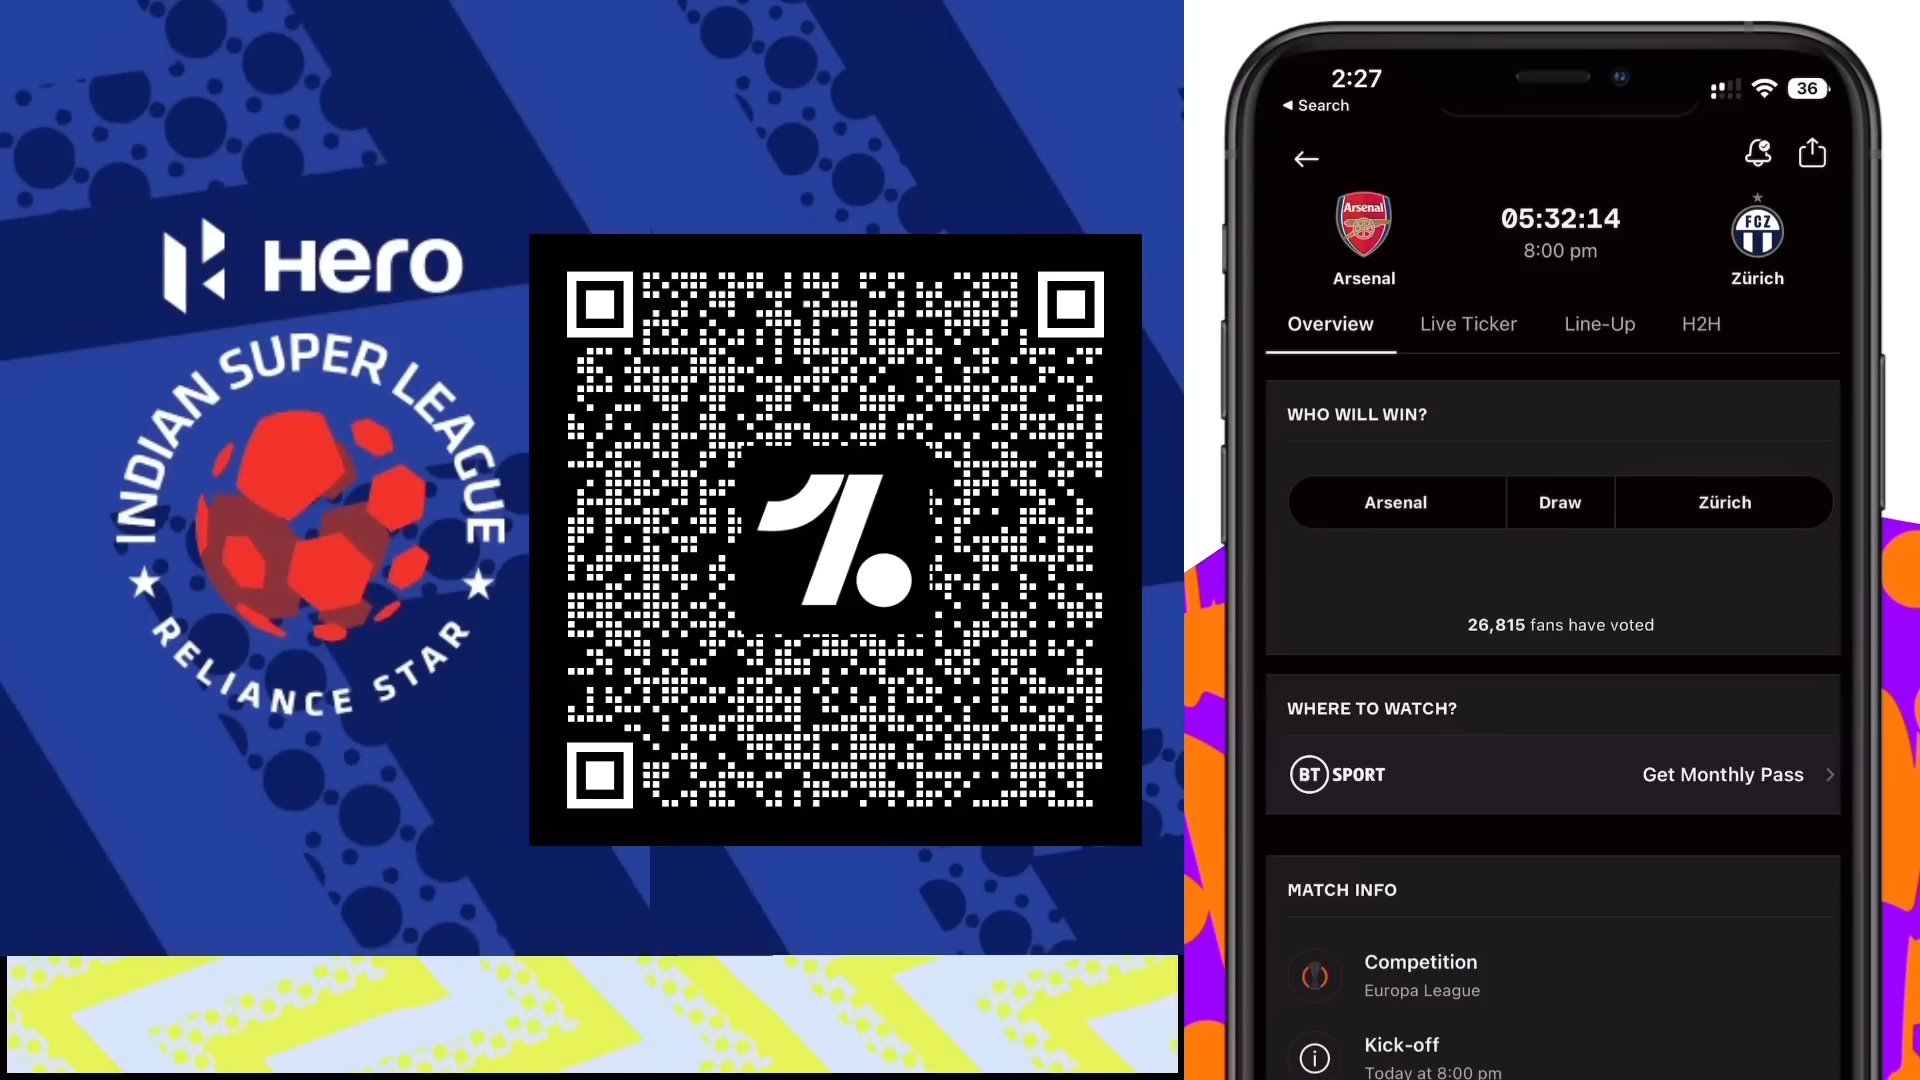 Hero
INDIAN SUPER LEAGUE
RELIANCE STAR
1.
2:27
36
Search
Arsenal
FCZ
05:32:14
8:00 pm
Arsenal
Zürich
Overview
Live Ticker
Line-Up
H2H
WHO WILL WIN?
Arsenal
Draw
Zürich
26,815 fans have voted
WHERE TO WATCH?
BT SPORT
Get Monthly Pass
MATCH INFO
Competition
Europa League
Kick-off
Today at 8:00 pm